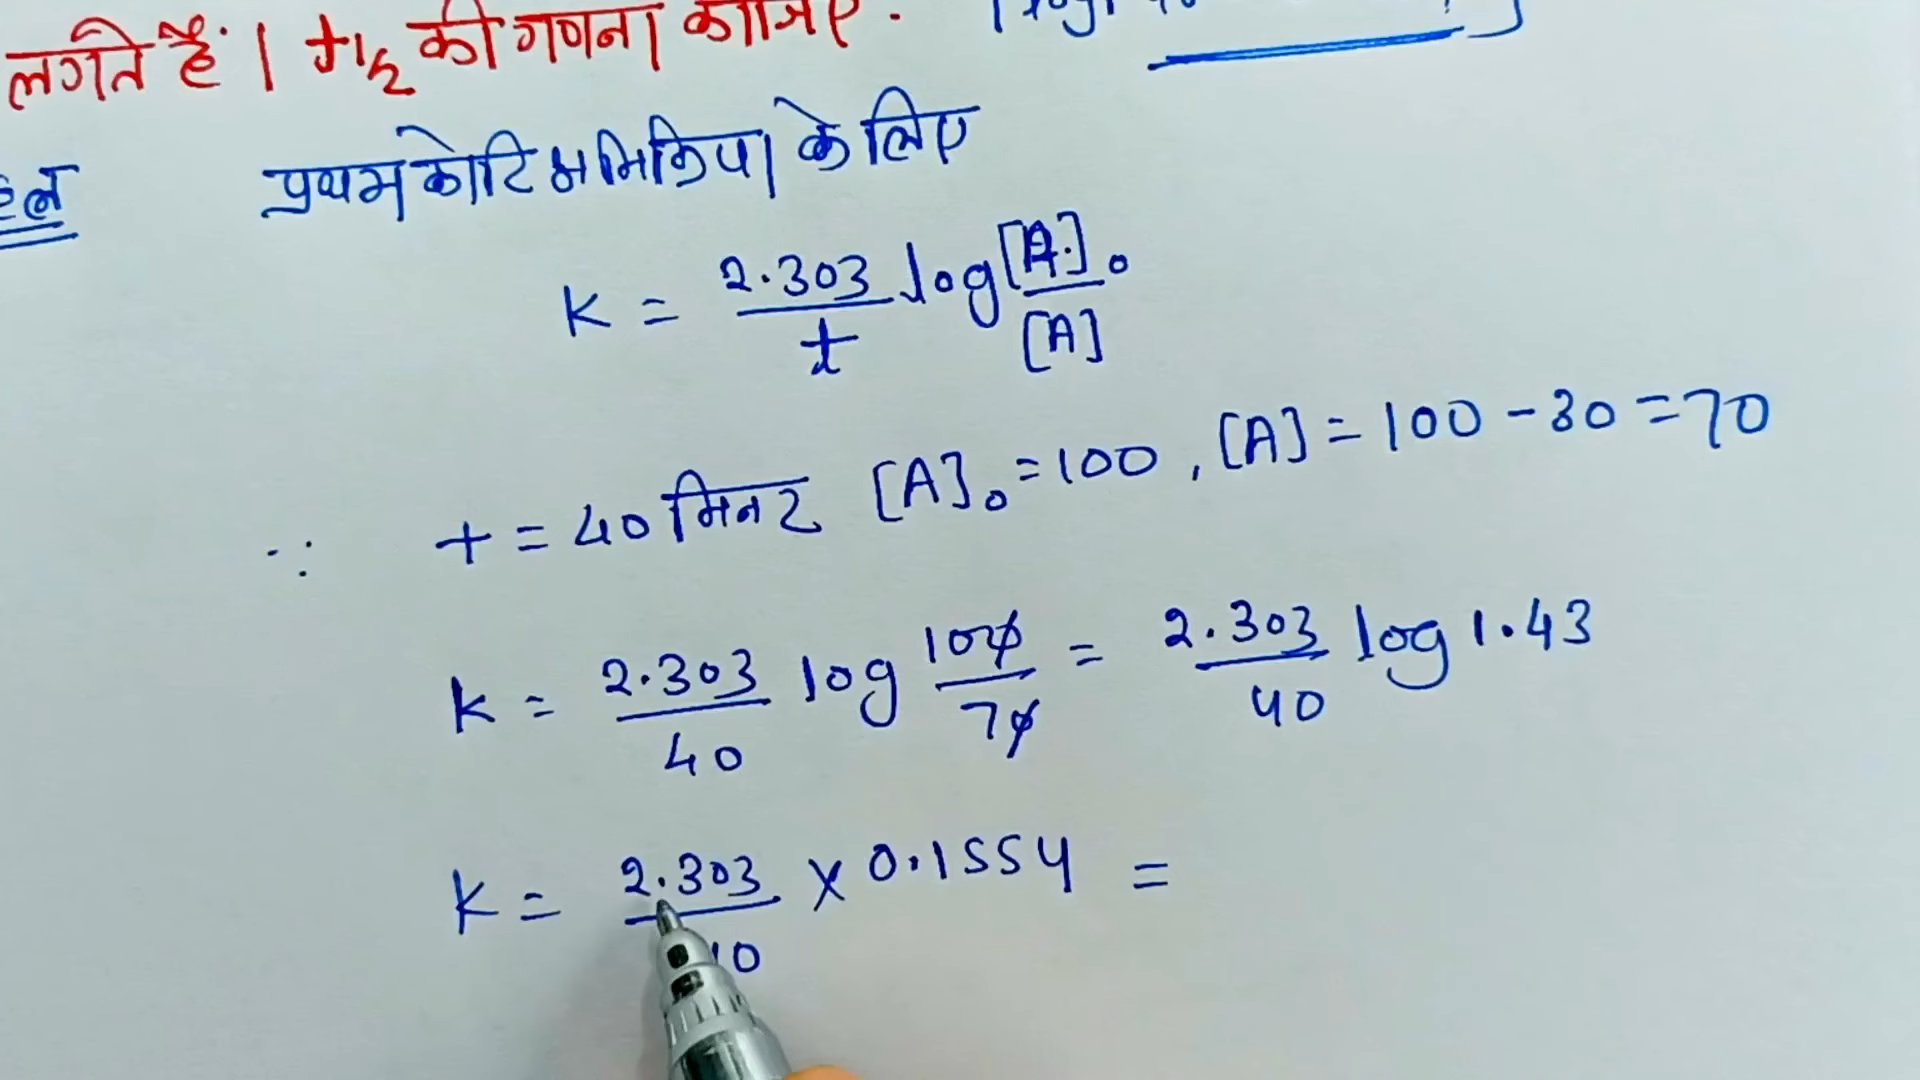 लगते हैं। t1/2 की गणना कीजिए.
हल
प्रथम कोटि अभिक्रिया के लिए
K = 2.303/t log [A]₀/[A]
∵ t = 40 मिनट [A]₀ = 100, [A] = 100 - 30 = 70
K = 2.303/40 log 100/70 = 2.303/40 log 1.43
K = 2.303/40 × 0.1554 =